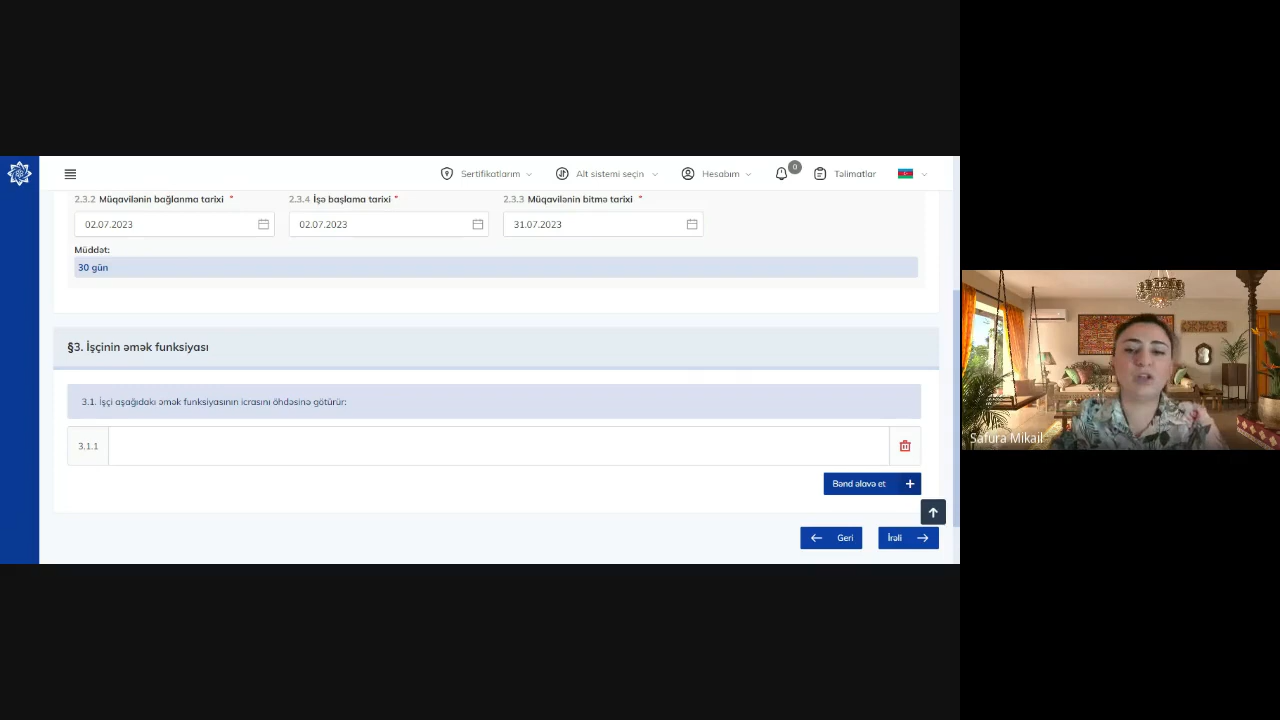 Sertifikatlarım
Alt sistemi seçin
Hesabım
0
Təlimatlar
2.3.2 Müqavilənin bağlanma tarixi *
2.3.4 İşə başlama tarixi *
2.3.3 Müqavilənin bitmə tarixi *
02.07.2023
02.07.2023
31.07.2023
Müddət:
30 gün
§3. İşçinin əmək funksiyası
3.1. İşçi aşağıdakı əmək funksiyasının icrasını öhdəsinə götürür:
3.1.1
Bənd əlavə et +
Geri
İrəli
Safura Mikail